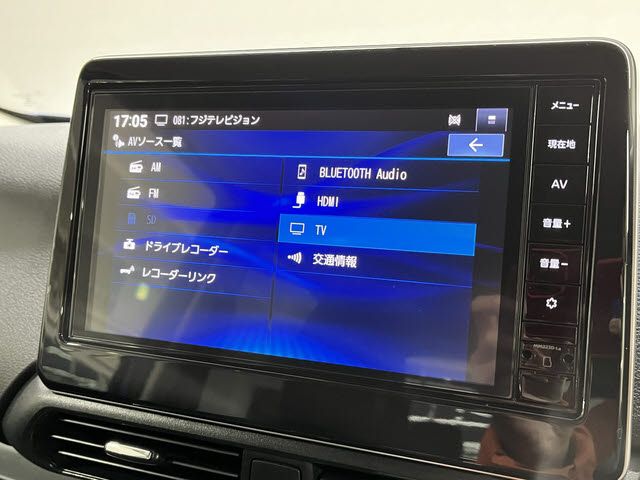 17:05 081:フジテレビジョン
AVソース一覧
AM
FM
SD
ドライブレコーダー
レコーダーリンク
BLUETOOTH Audio
HDMI
TV
交通情報
メニュー
現在地
AV
音量+
音量-
MM223D-Le